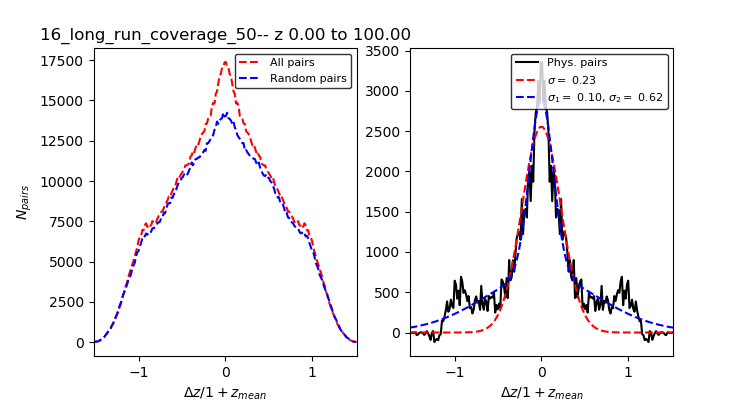 16_long_run_coverage_50-- z 0.00 to 100.00
N_pairs
17500
15000
12500
10000
7500
5000
2500
0
All pairs
Random pairs
−1 0 1
Δz/1 + z_mean
3500
3000
2500
2000
1500
1000
500
0
Phys. pairs
σ = 0.23
σ₁ = 0.10, σ₂ = 0.62
−1 0 1
Δz/1 + z_mean